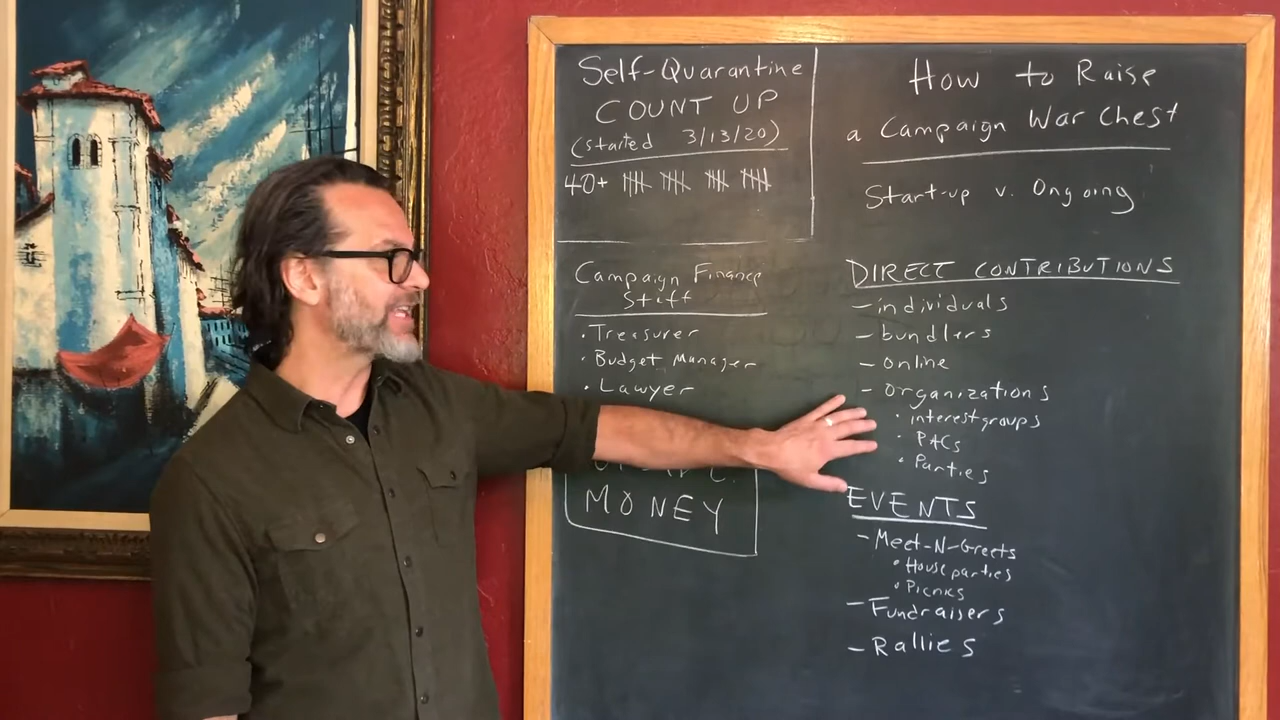 Self-Quarantine
COUNT UP
(started 3/13/20)
40+
Campaign Finance
Staff
• Treasurer
• Budget Manager
• Lawyer
MONEY
How to Raise
a Campaign War Chest
Start-up v. Ongoing
DIRECT CONTRIBUTIONS
- individuals
- bundlers
- online
- organizations
• interest groups
• PACs
• Parties
EVENTS
- Meet-N-Greets
• House parties
• Picnics
- Fundraisers
- Rallies